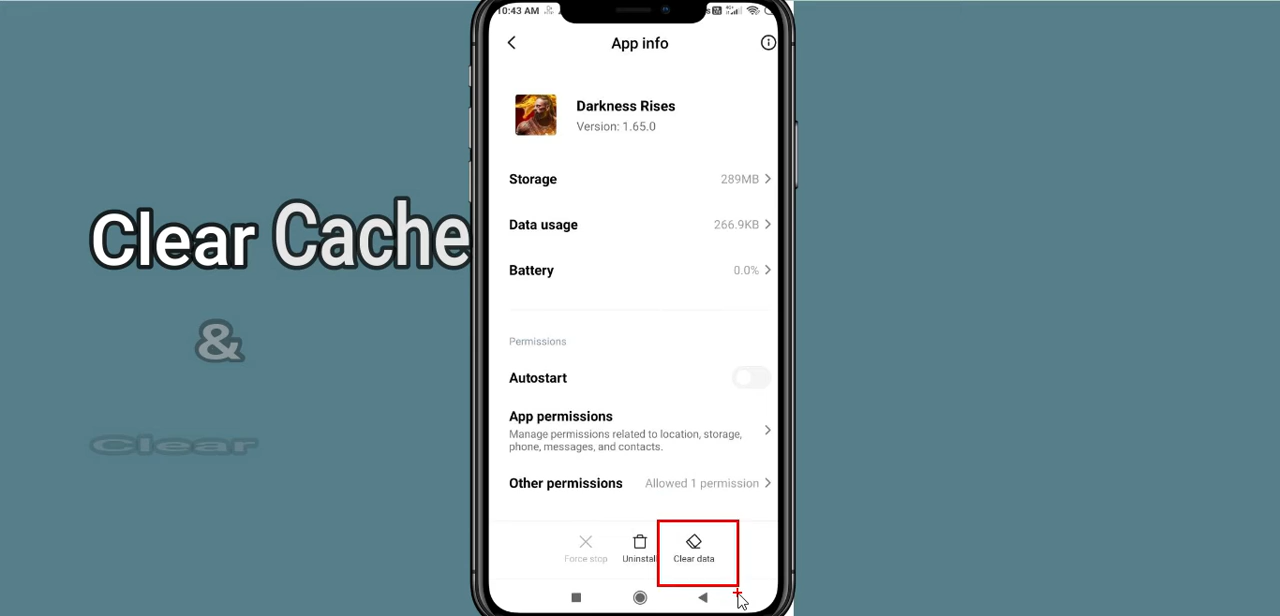 10:43 AM
App info
Darkness Rises
Version: 1.65.0
Storage 289MB
Data usage 266.9KB
Battery 0.0%
Permissions
Autostart
App permissions
Manage permissions related to location, storage,
phone, messages, and contacts.
Other permissions Allowed 1 permission
Force stop Uninstall Clear data
Clear Cache
&
Clear